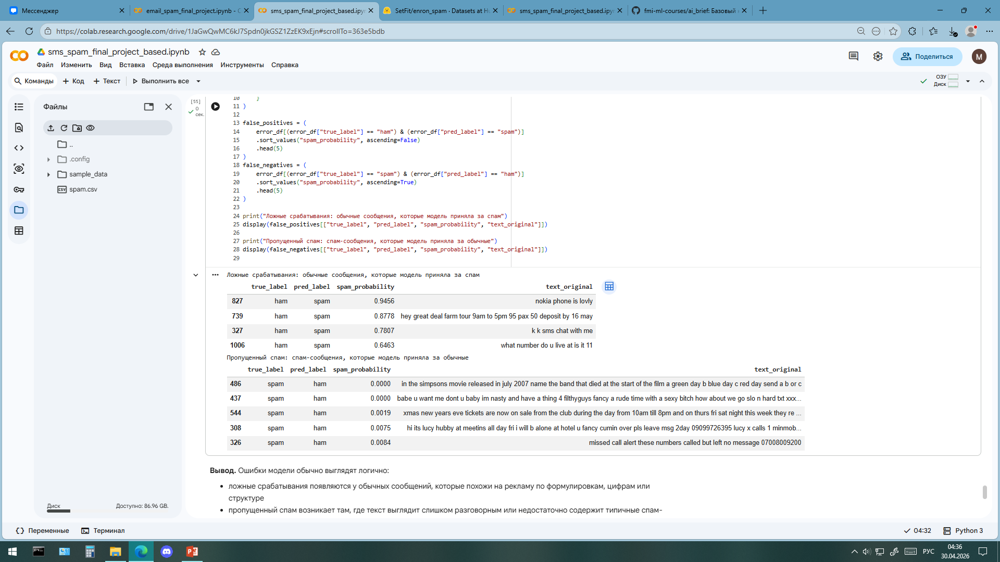 Мессенджер
email_spam_final_project.ipynb - C
sms_spam_final_project_based.ipyn
SetFit/enron_spam · Datasets at Hu
sms_spam_final_project_based.ipyn
fmi-ml-courses/ai_brief: Базовый
https://colab.research.google.com/drive/1JaGwQwMC6kJ7Spdn0jkGSZ1ZzEK9xEjn#scrollTo=363e5bdb
sms_spam_final_project_based.ipynb
Поделиться
M
Файл Изменить Вид Вставка Среда выполнения Инструменты Справка
Команды + Код + Текст Выполнить все
ОЗУ
Диск
Файлы
..
.config
sample_data
CSV spam.csv
Диск Доступно: 86.96 GB.
[55]
0
сек.
10 }
11 )
12
13 false_positives = (
14 error_df[(error_df["true_label"] == "ham") & (error_df["pred_label"] == "spam")]
15 .sort_values("spam_probability", ascending=False)
16 .head(5)
17 )
18 false_negatives = (
19 error_df[(error_df["true_label"] == "spam") & (error_df["pred_label"] == "ham")]
20 .sort_values("spam_probability", ascending=True)
21 .head(5)
22 )
23
24 print("Ложные срабатывания: обычные сообщения, которые модель приняла за спам")
25 display(false_positives[["true_label", "pred_label", "spam_probability", "text_original"]])
26
27 print("Пропущенный спам: спам-сообщения, которые модель приняла за обычные")
28 display(false_negatives[["true_label", "pred_label", "spam_probability", "text_original"]])
29
Ложные срабатывания: обычные сообщения, которые модель приняла за спам
true_label pred_label spam_probability text_original
827 ham spam 0.9456 nokia phone is lovly
739 ham spam 0.8778 hey great deal farm tour 9am to 5pm 95 pax 50 deposit by 16 may
327 ham spam 0.7807 k k sms chat with me
1006 ham spam 0.6463 what number do u live at is it 11
Пропущенный спам: спам-сообщения, которые модель приняла за обычные
true_label pred_label spam_probability text_original
486 spam ham 0.0000 in the simpsons movie released in july 2007 name the band that died at the start of the film a green day b blue day c red day send a b or c
437 spam ham 0.0000 babe u want me dont u baby im nasty and have a thing 4 filthyguys fancy a rude time with a sexy bitch how about we go slo n hard txt xxx...
544 spam ham 0.0019 xmas new years eve tickets are now on sale from the club during the day from 10am till 8pm and on thurs fri sat night this week they re ...
308 spam ham 0.0075 hi its lucy hubby at meetins all day fri i will b alone at hotel u fancy cumin over pls leave msg 2day 09099726395 lucy x calls 1 minmob...
326 spam ham 0.0084 missed call alert these numbers called but left no message 07008009200
Вывод. Ошибки модели обычно выглядят логично:
• ложные срабатывания появляются у обычных сообщений, которые похожи на рекламу по формулировкам, цифрам или
структуре
• пропущенный спам возникает там, где текст выглядит слишком разговорным или недостаточно содержит типичные спам-
Переменные Терминал
04:32 Python 3
РУС
04:36
30.04.2026